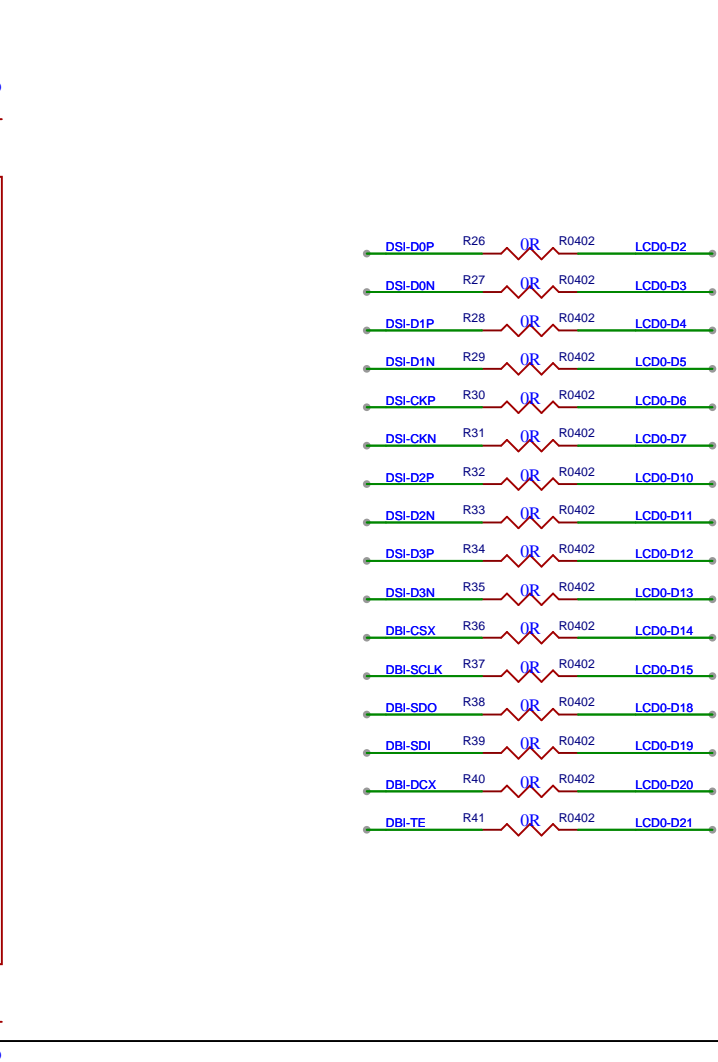 DSI-D0P R26 0R R0402 LCD0-D2
DSI-D0N R27 0R R0402 LCD0-D3
DSI-D1P R28 0R R0402 LCD0-D4
DSI-D1N R29 0R R0402 LCD0-D5
DSI-CKP R30 0R R0402 LCD0-D6
DSI-CKN R31 0R R0402 LCD0-D7
DSI-D2P R32 0R R0402 LCD0-D10
DSI-D2N R33 0R R0402 LCD0-D11
DSI-D3P R34 0R R0402 LCD0-D12
DSI-D3N R35 0R R0402 LCD0-D13
DBI-CSX R36 0R R0402 LCD0-D14
DBI-SCLK R37 0R R0402 LCD0-D15
DBI-SDO R38 0R R0402 LCD0-D18
DBI-SDI R39 0R R0402 LCD0-D19
DBI-DCX R40 0R R0402 LCD0-D20
DBI-TE R41 0R R0402 LCD0-D21